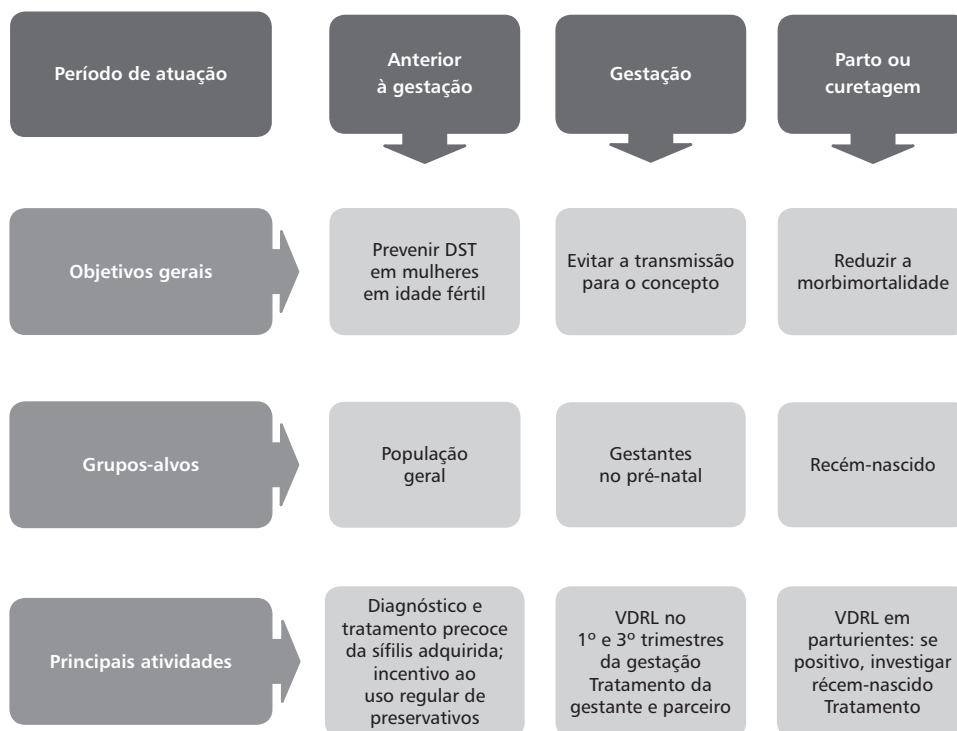 Período de atuação
Anterior
à gestação
Gestação
Parto ou
curetagem
Objetivos gerais
Prevenir DST
em mulheres
em idade fértil
Evitar a transmissão
para o concepto
Reduzir a
morbimortalidade
Grupos-alvos
População
geral
Gestantes
no pré-natal
Recém-nascido
Principais atividades
Diagnóstico e
tratamento precoce
da sífilis adquirida;
incentivo ao
uso regular de
preservativos
VDRL no
1º e 3º trimestres
da gestação
Tratamento da
gestante e parceiro
VDRL em
parturientes: se
positivo, investigar
récem-nascido
Tratamento